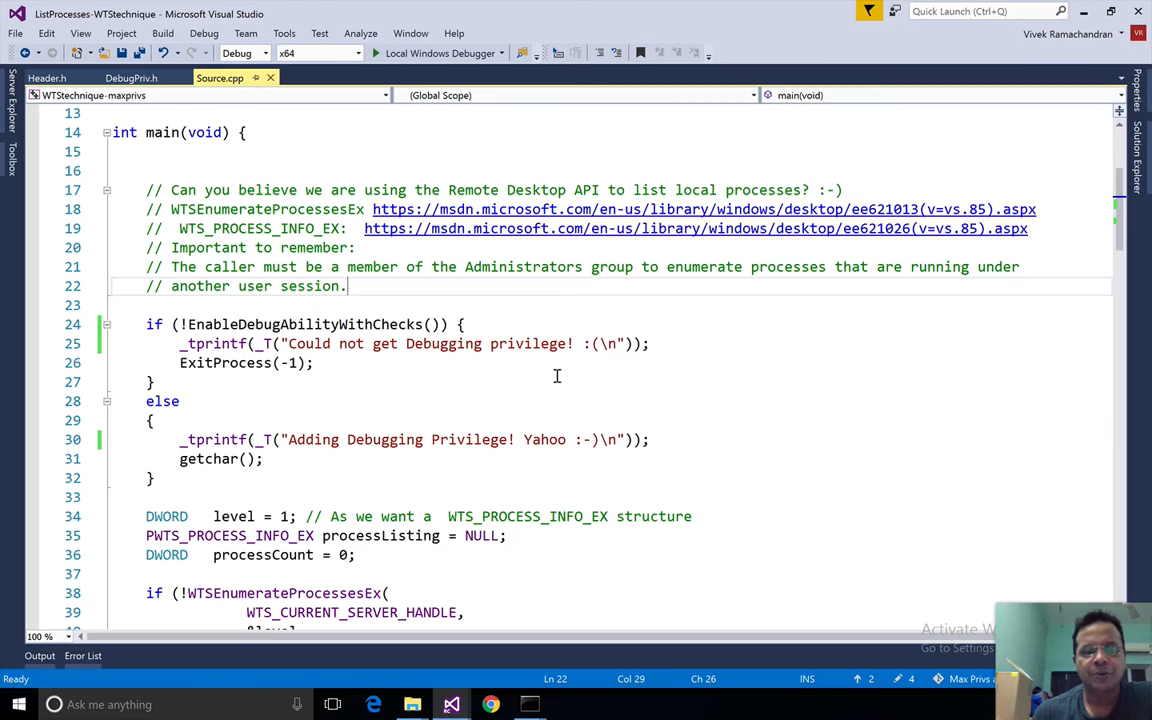 ListProcesses-WTStechnique - Microsoft Visual Studio
Quick Launch (Ctrl+Q)
File Edit View Project Build Debug Team Tools Test Analyze Window Help
Vivek Ramachandran VR
Debug x64 Local Windows Debugger
Header.h DebugPriv.h Source.cpp
WTStechnique-maxprivs (Global Scope) main(void)
Server Explorer
Toolbox
Properties
Solution Explorer
13
14 int main(void) {
15
16
17 // Can you believe we are using the Remote Desktop API to list local processes? :-)
18 // WTSEnumerateProcessesEx https://msdn.microsoft.com/en-us/library/windows/desktop/ee621013(v=vs.85).aspx
19 // WTS_PROCESS_INFO_EX: https://msdn.microsoft.com/en-us/library/windows/desktop/ee621026(v=vs.85).aspx
20 // Important to remember:
21 // The caller must be a member of the Administrators group to enumerate processes that are running under
22 // another user session.
23
24 if (!EnableDebugAbilityWithChecks()) {
25 _tprintf(_T("Could not get Debugging privilege! :(\n"));
26 ExitProcess(-1);
27 }
28 else
29 {
30 _tprintf(_T("Adding Debugging Privilege! Yahoo :-)\n"));
31 getchar();
32 }
33
34 DWORD level = 1; // As we want a WTS_PROCESS_INFO_EX structure
35 PWTS_PROCESS_INFO_EX processListing = NULL;
36 DWORD processCount = 0;
37
38 if (!WTSEnumerateProcessesEx(
39 WTS_CURRENT_SERVER_HANDLE,
100 %
Activate W
Go to Settings
Output Error List
Ready Ln 22 Col 29 Ch 26 INS 2 4 Max Privs a
Ask me anything